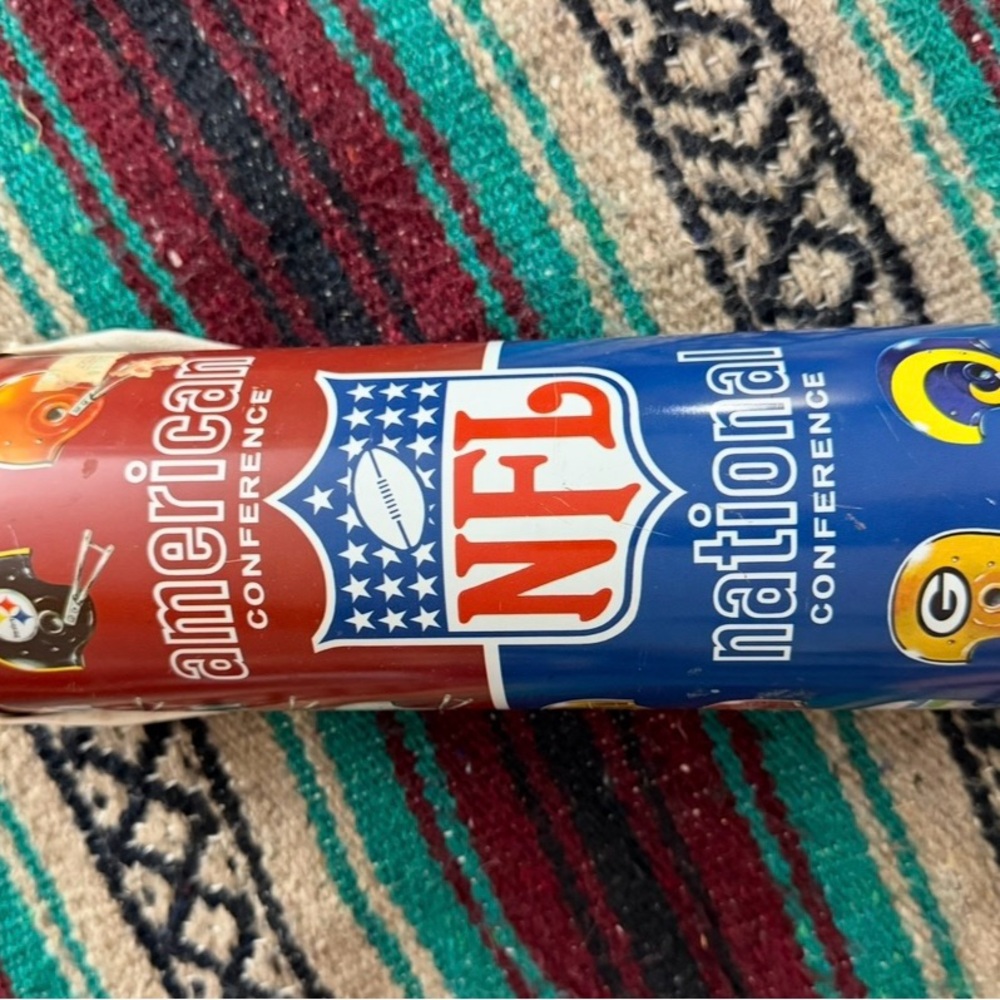 american
CONFERENCE
NFL
national
CONFERENCE
G